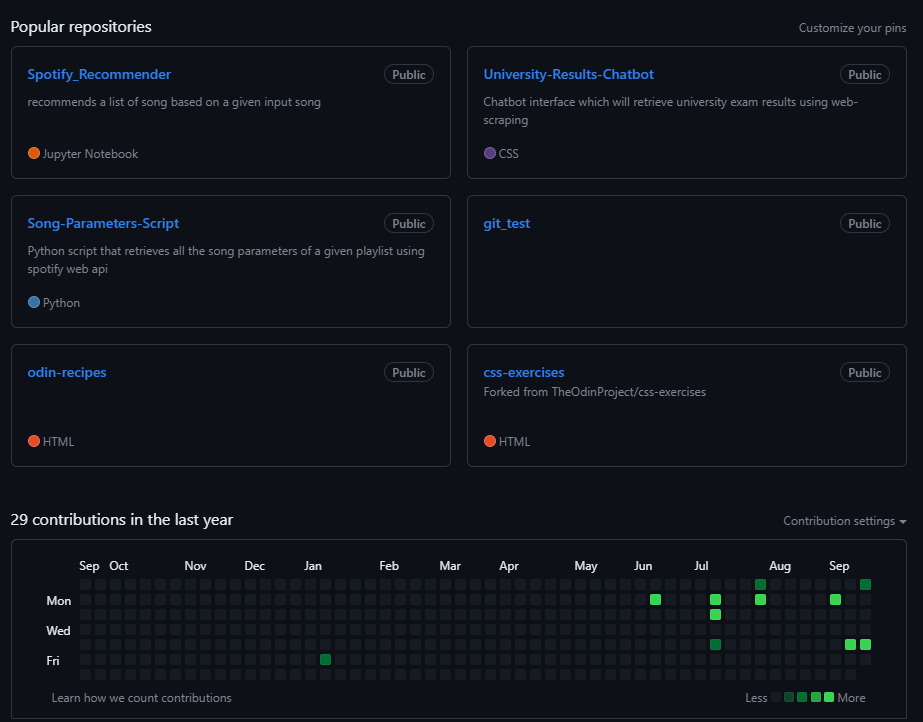 Popular repositories
Customize your pins
Spotify_Recommender
Public
recommends a list of song based on a given input song
Jupyter Notebook
University-Results-Chatbot
Public
Chatbot interface which will retrieve university exam results using web-
scraping
CSS
Song-Parameters-Script
Public
Python script that retrieves all the song parameters of a given playlist using
spotify web api
Python
git_test
Public
odin-recipes
Public
HTML
css-exercises
Public
Forked from TheOdinProject/css-exercises
HTML
29 contributions in the last year
Contribution settings
Sep Oct Nov Dec Jan Feb Mar Apr May Jun Jul Aug Sep
Mon
Wed
Fri
Learn how we count contributions
Less More